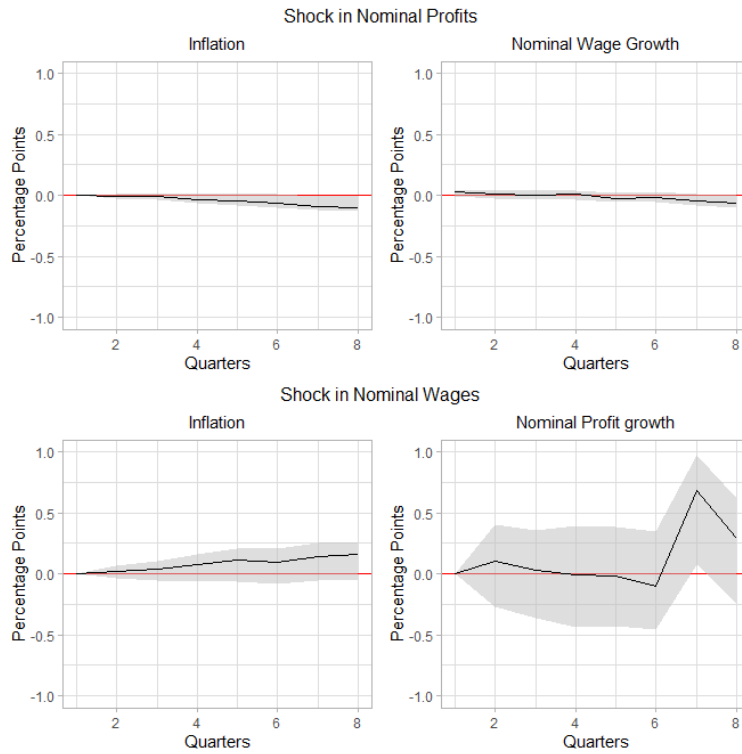 Shock in Nominal Profits
Inflation
Nominal Wage Growth
Percentage Points
1.0
0.5
0.0
-0.5
-1.0
2 4 6 8
Quarters
Percentage Points
1.0
0.5
0.0
-0.5
-1.0
2 4 6 8
Quarters
Shock in Nominal Wages
Inflation
Nominal Profit growth
Percentage Points
1.0
0.5
0.0
-0.5
-1.0
2 4 6 8
Quarters
Percentage Points
1.0
0.5
0.0
-0.5
-1.0
2 4 6 8
Quarters